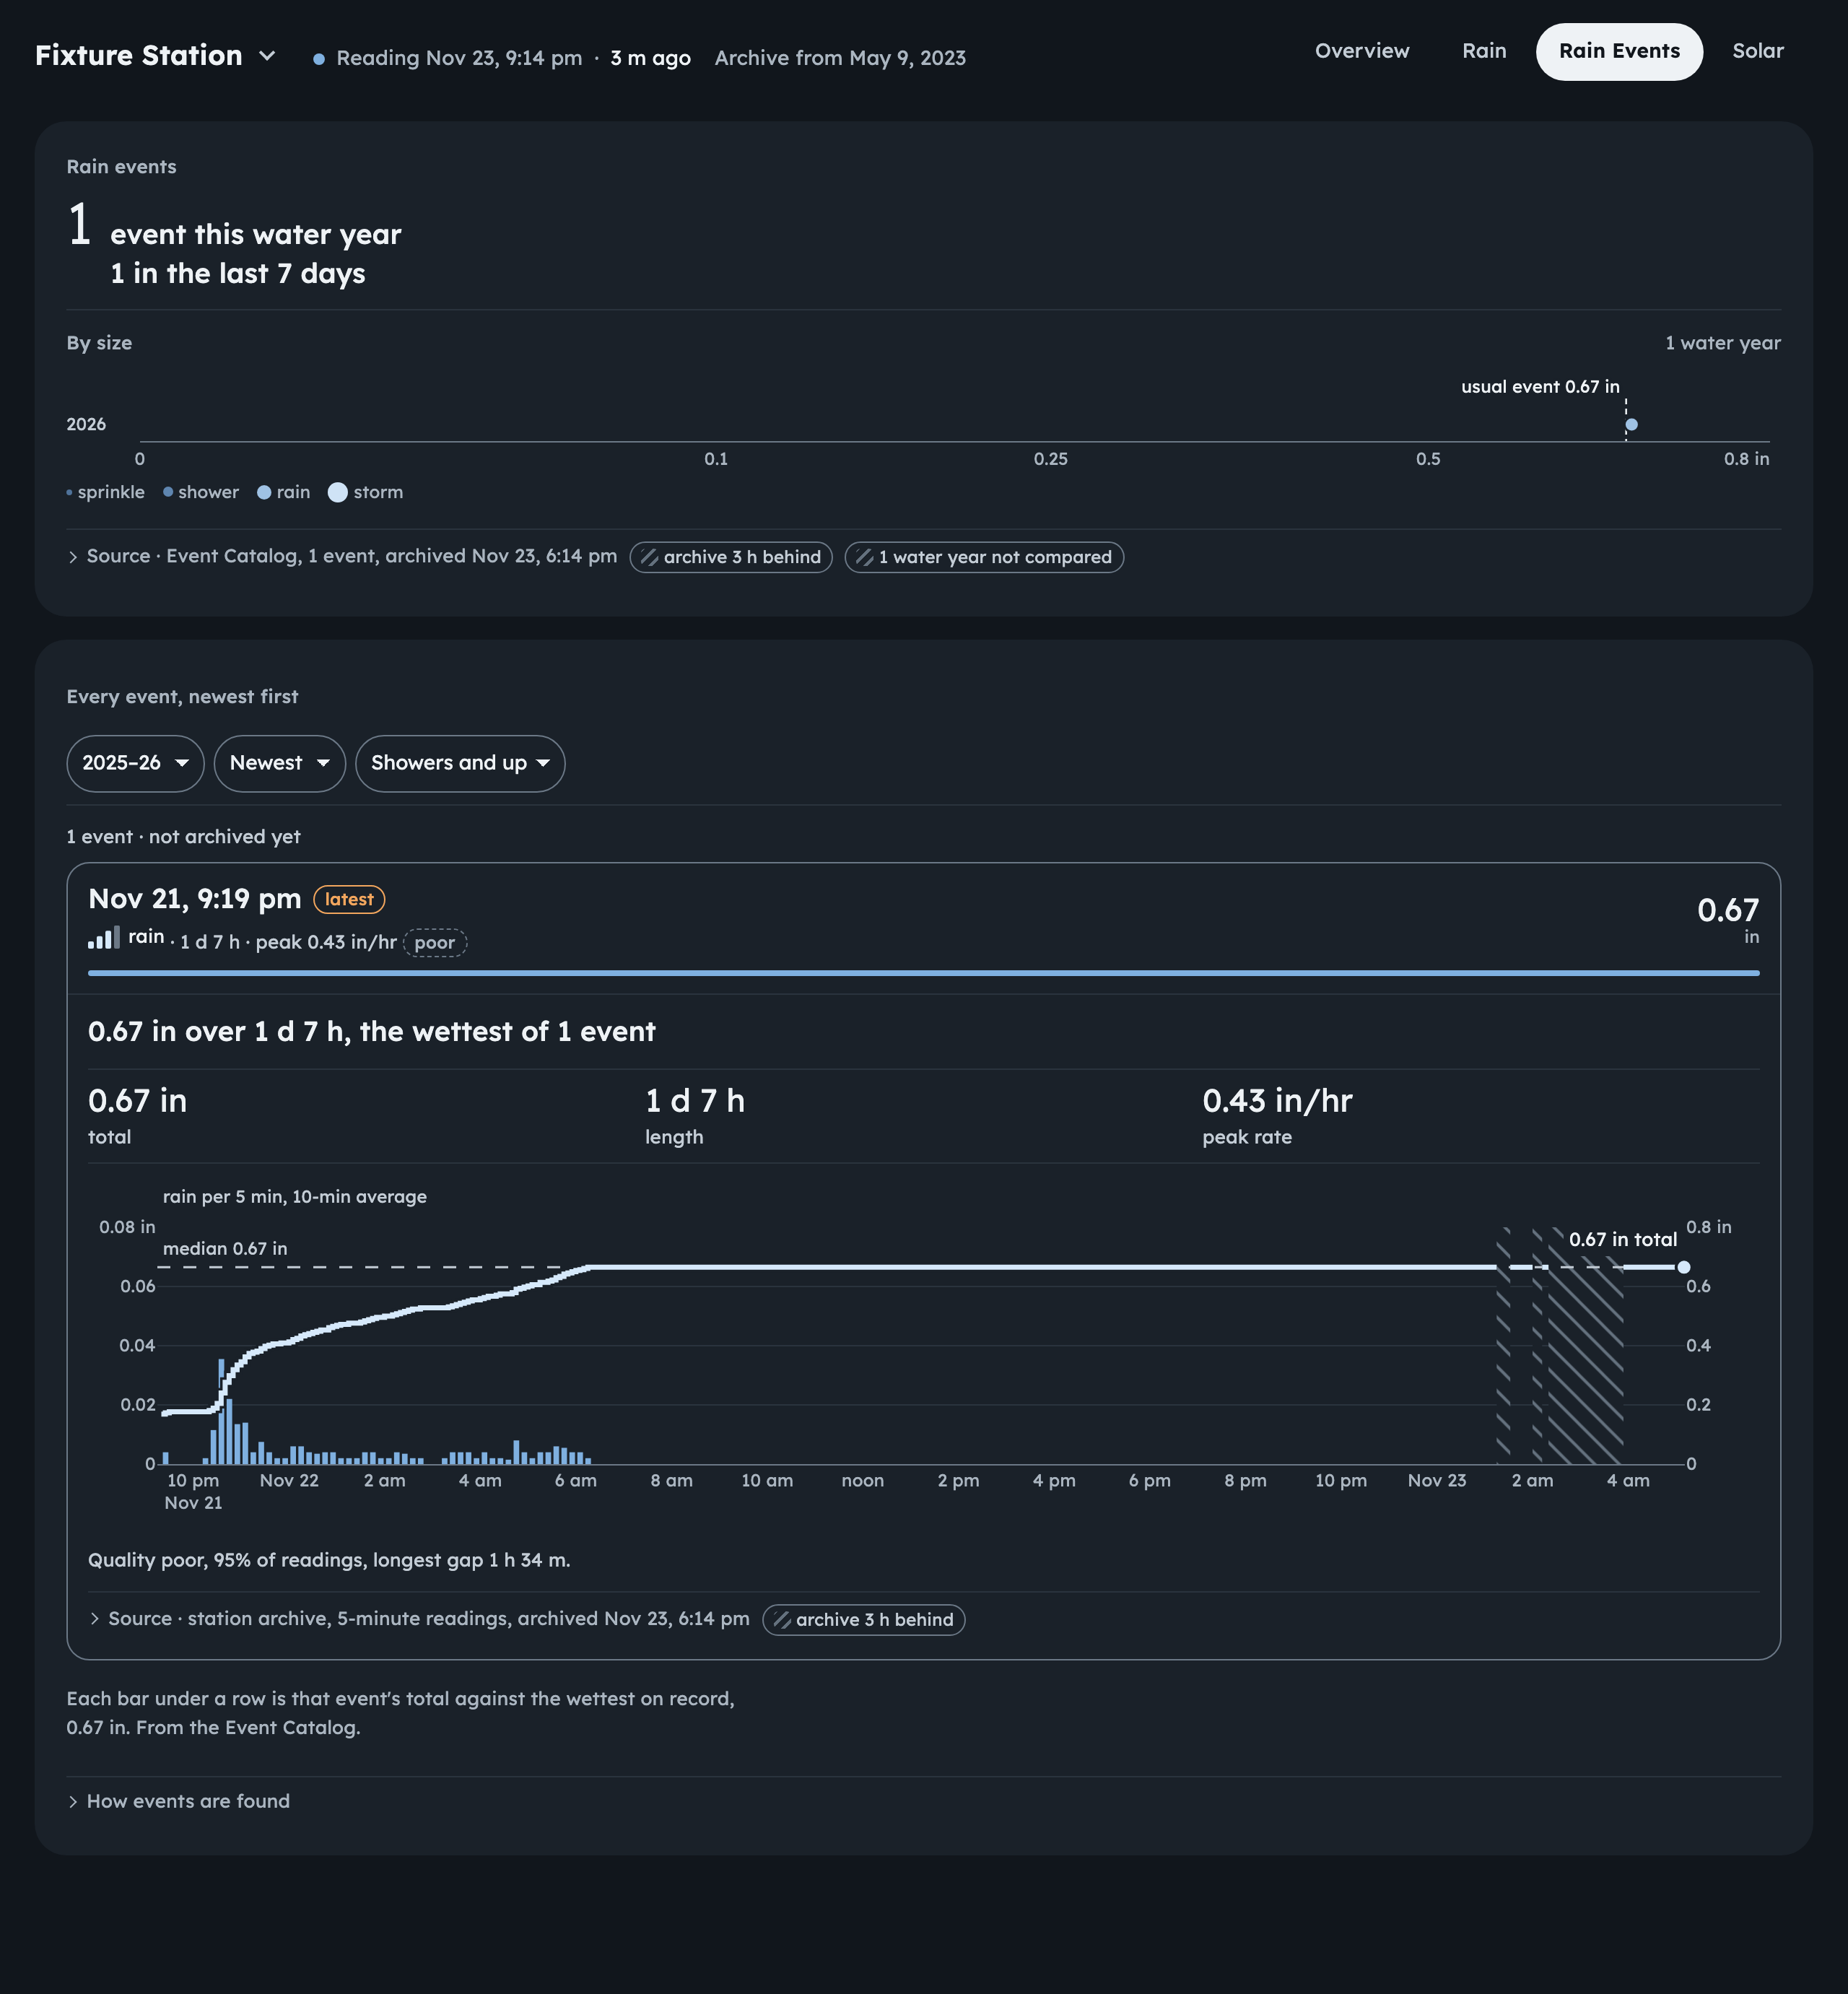 Fixture Station
Reading Nov 23, 9:14 pm · 3 m ago Archive from May 9, 2023
Overview Rain Rain Events Solar
Rain events
1 event this water year
1 in the last 7 days
By size 1 water year
usual event 0.67 in
2026
0 0.1 0.25 0.5 0.8 in
sprinkle shower rain storm
Source · Event Catalog, 1 event, archived Nov 23, 6:14 pm archive 3 h behind 1 water year not compared
Every event, newest first
2025–26 Newest Showers and up
1 event · not archived yet
Nov 21, 9:19 pm latest
0.67
rain · 1 d 7 h · peak 0.43 in/hr poor
in
0.67 in over 1 d 7 h, the wettest of 1 event
0.67 in 1 d 7 h 0.43 in/hr
total length peak rate
rain per 5 min, 10-min average
0.08 in 0.8 in
0.67 in total
median 0.67 in
0.06 0.6
0.04 0.4
0.02 0.2
0 0
10 pm Nov 22 2 am 4 am 6 am 8 am 10 am noon 2 pm 4 pm 6 pm 8 pm 10 pm Nov 23 2 am 4 am
Nov 21
Quality poor, 95% of readings, longest gap 1 h 34 m.
Source · station archive, 5-minute readings, archived Nov 23, 6:14 pm archive 3 h behind
Each bar under a row is that event's total against the wettest on record,
0.67 in. From the Event Catalog.
How events are found